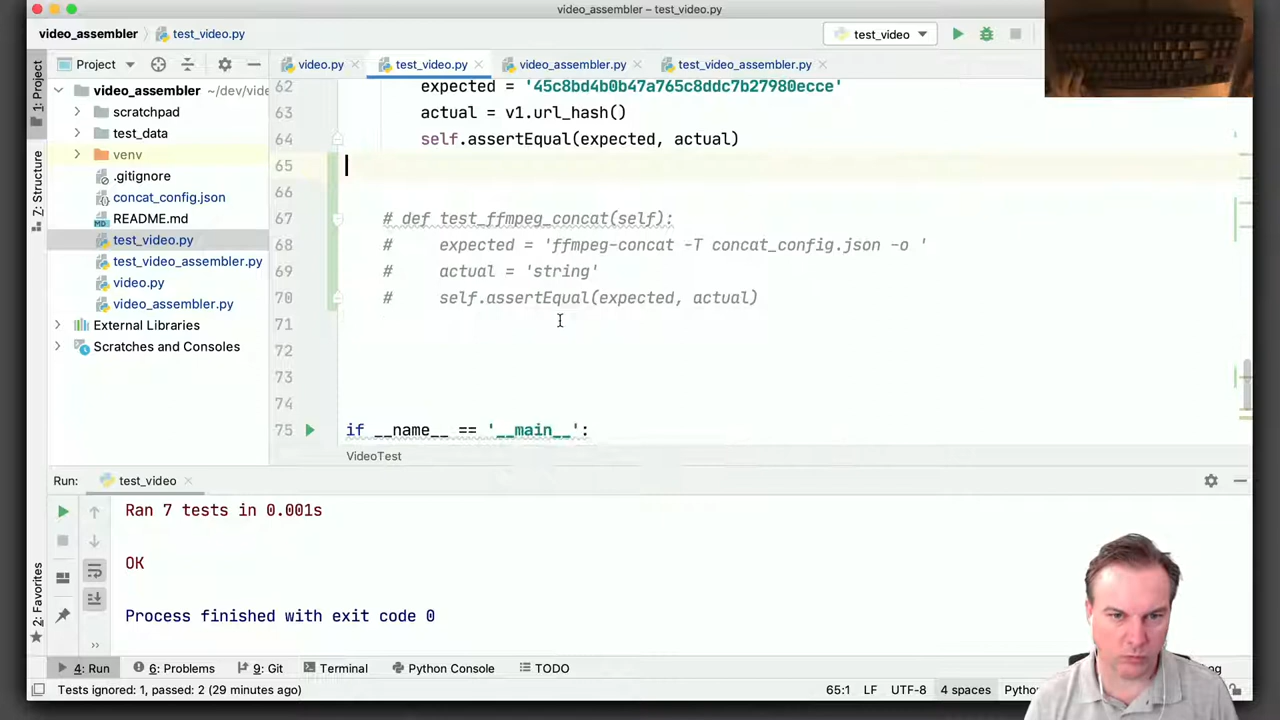 video_assembler – test_video.py
video_assembler
test_video.py
test_video
1: Project
Project
video.py
test_video.py
video_assembler.py
test_video_assembler.py
video_assembler ~/dev/vide
scratchpad
test_data
venv
.gitignore
concat_config.json
README.md
test_video.py
test_video_assembler.py
video.py
video_assembler.py
External Libraries
Scratches and Consoles
Z: Structure
2: Favorites
62 expected = '45c8bd4b0b47a765c8ddc7b27980ecce'
63 actual = v1.url_hash()
64 self.assertEqual(expected, actual)
65
66
67 # def test_ffmpeg_concat(self):
68 # expected = 'ffmpeg-concat -T concat_config.json -o '
69 # actual = 'string'
70 # self.assertEqual(expected, actual)
71
72
73
74
75 if __name__ == '__main__':
VideoTest
Run: test_video
Ran 7 tests in 0.001s
OK
Process finished with exit code 0
4: Run 6: Problems 9: Git Terminal Python Console TODO
Tests ignored: 1, passed: 2 (29 minutes ago) 65:1 LF UTF-8 4 spaces